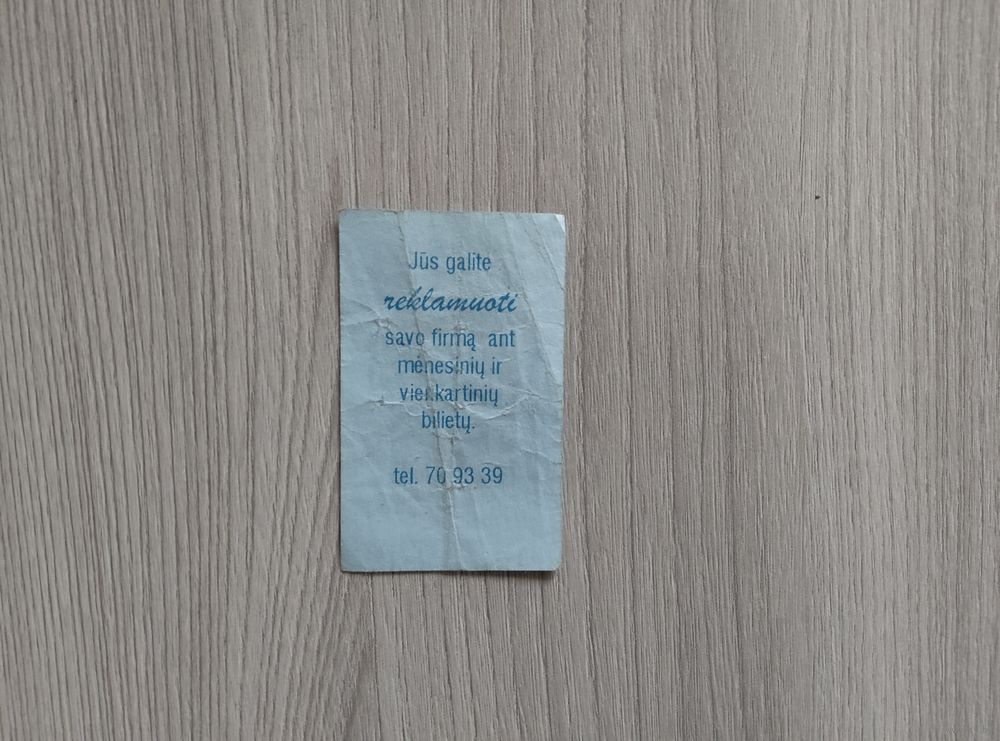 Jūs galite
reklamuoti
savo firmą ant
mėnesinių ir
vienkartinių
bilietų.
tel. 70 93 39